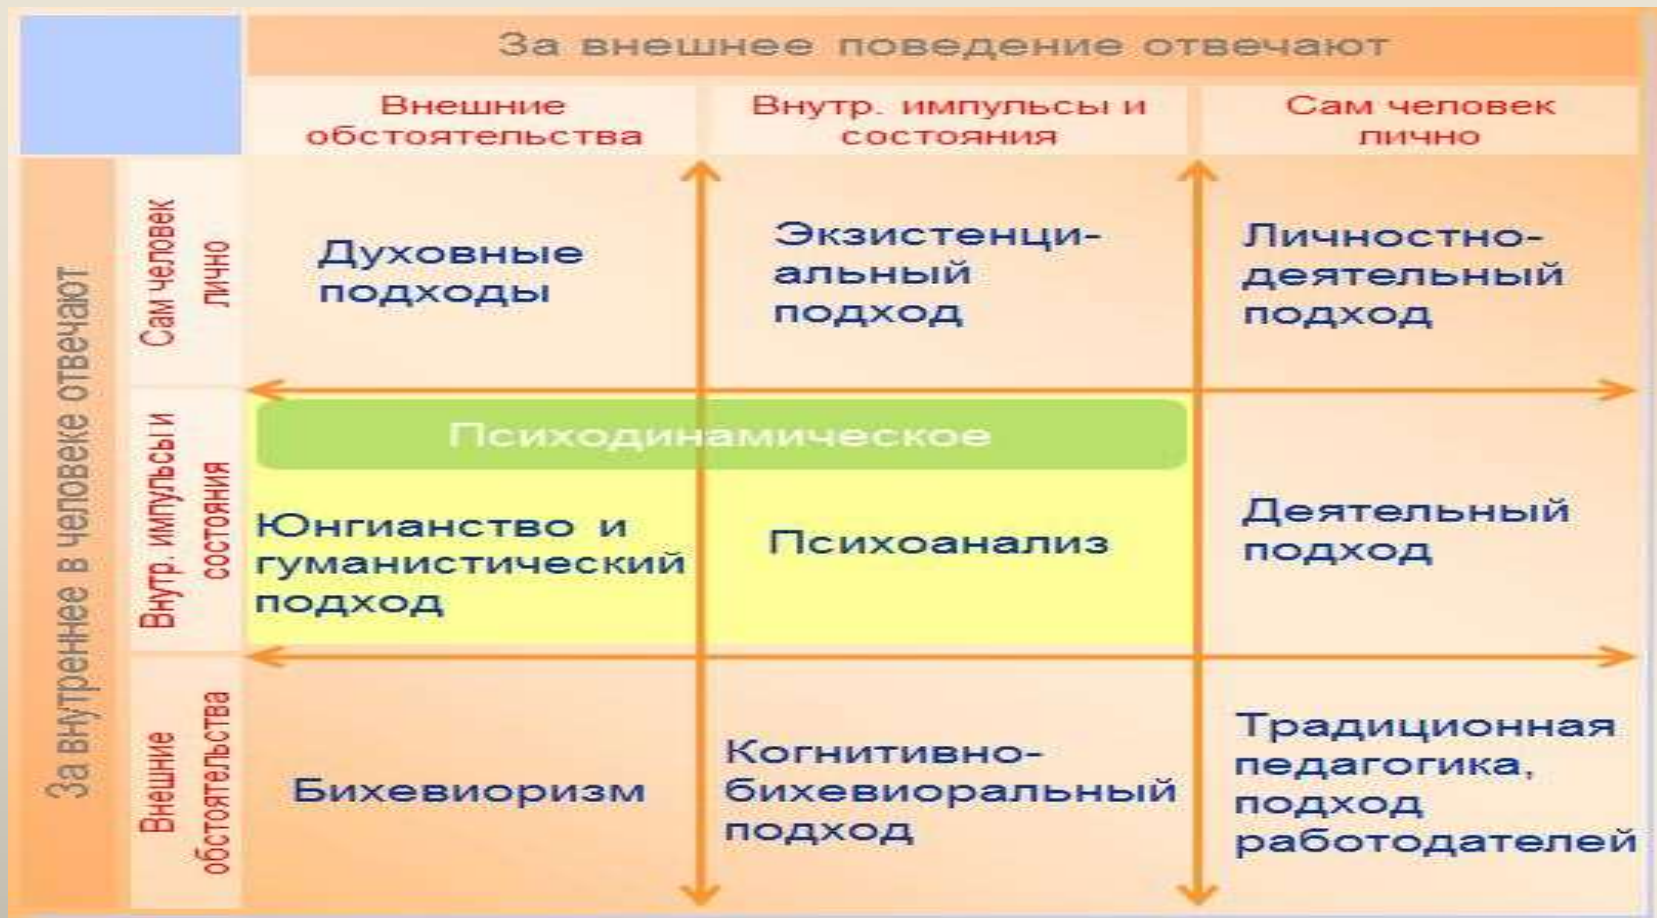 За внешнее поведение отвечают
Внешние
обстоятельства
Внутр. импульсы и
состояния
Сам человек
лично
За внутреннее в человеке отвечают
Сам человек
лично
Духовные
подходы
Экзистенци-
альный
подход
Личностно-
деятельный
подход
Внутр. импульсы и
состояния
Психодинамическое
Юнгианство и
гуманистический
подход
Психоанализ
Деятельный
подход
Внешние
обстоятельства
Бихевиоризм
Когнитивно-
бихевиоральный
подход
Традиционная
педагогика,
подход
работодателей